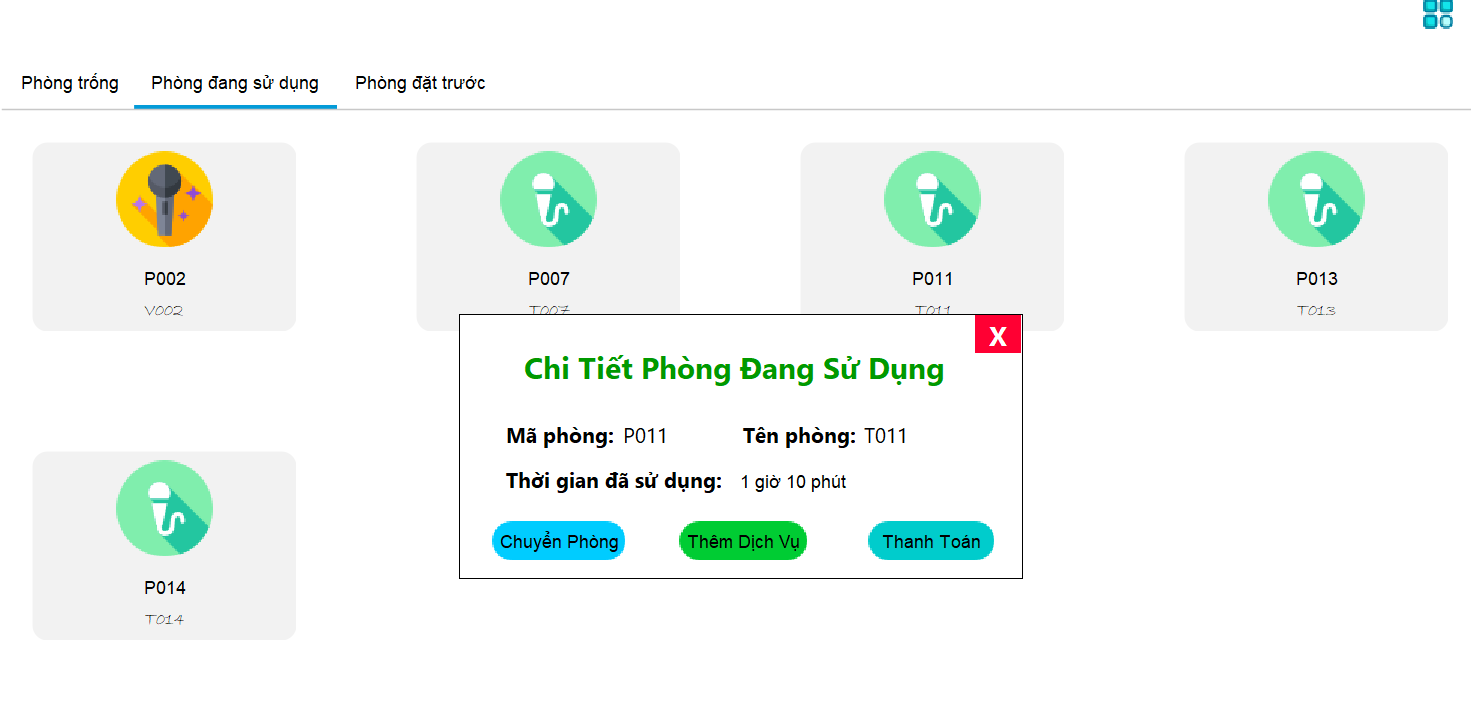 Phòng trống Phòng đang sử dụng Phòng đặt trước
P002 P007 P011 P013
V002 T007 T011 T013
X
Chi Tiết Phòng Đang Sử Dụng
Mã phòng: P011 Tên phòng: T011
Thời gian đã sử dụng: 1 giờ 10 phút
Chuyển Phòng Thêm Dịch Vụ Thanh Toán
P014
T014